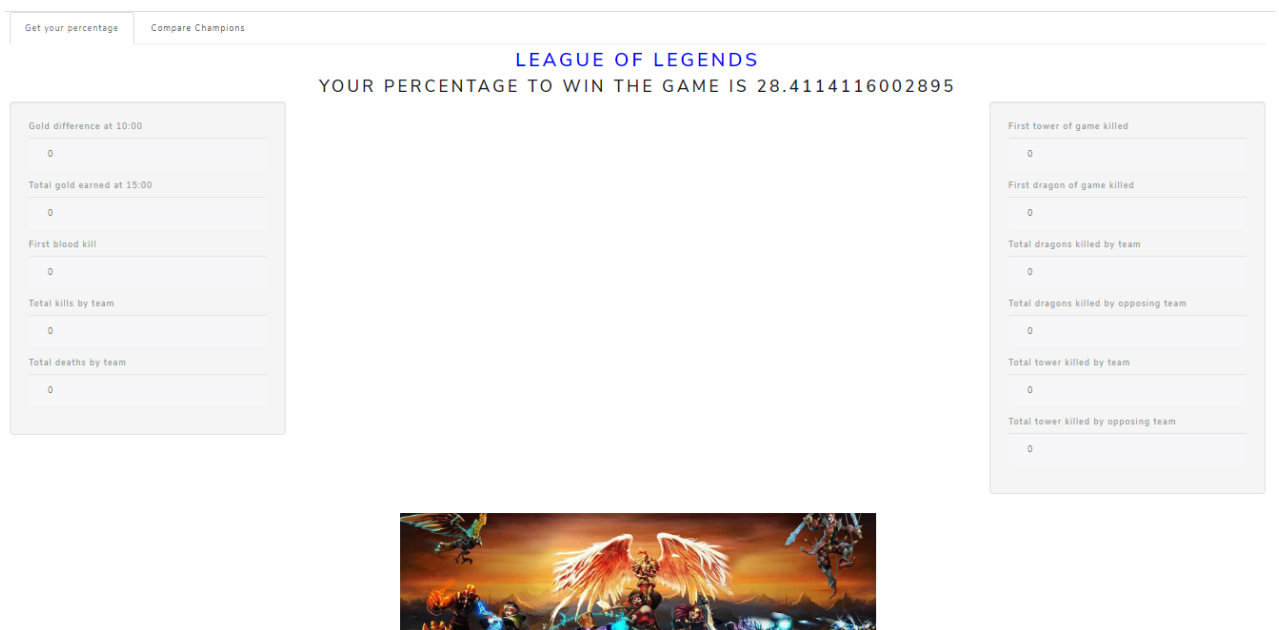 Get your percentage
Compare Champions
LEAGUE OF LEGENDS
YOUR PERCENTAGE TO WIN THE GAME IS 28.4114116002895
Gold difference at 10:00
0
Total gold earned at 15:00
0
First blood kill
0
Total kills by team
0
Total deaths by team
0
First tower of game killed
0
First dragon of game killed
0
Total dragons killed by team
0
Total dragons killed by opposing team
0
Total tower killed by team
0
Total tower killed by opposing team
0